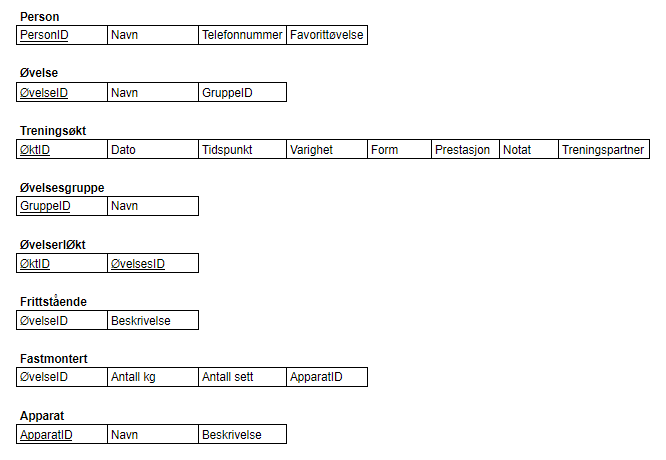 Person
PersonID Navn Telefonnummer Favorittøvelse
Øvelse
ØvelseID Navn GruppeID
Treningsøkt
ØktID Dato Tidspunkt Varighet Form Prestasjon Notat Treningspartner
Øvelsesgruppe
GruppeID Navn
ØvelserIØkt
ØktID ØvelsesID
Frittstående
ØvelseID Beskrivelse
Fastmontert
ØvelseID Antall kg Antall sett ApparatID
Apparat
ApparatID Navn Beskrivelse